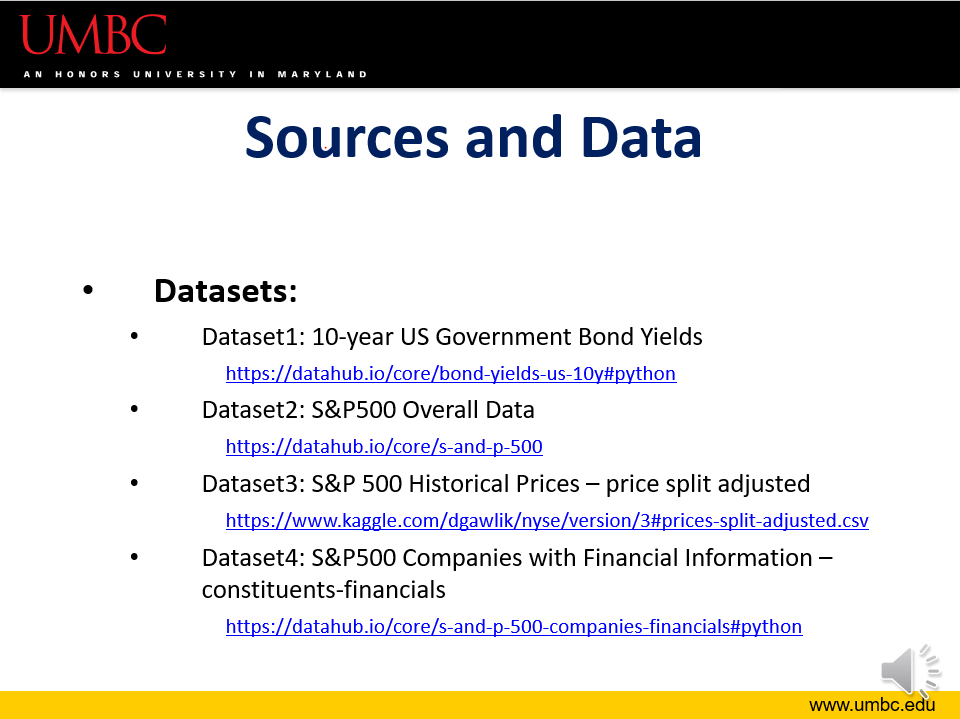 UMBC
AN HONORS UNIVERSITY IN MARYLAND
Sources and Data
• Datasets:
• Dataset1: 10-year US Government Bond Yields
https://datahub.io/core/bond-yields-us-10y#python
• Dataset2: S&P500 Overall Data
https://datahub.io/core/s-and-p-500
• Dataset3: S&P 500 Historical Prices – price split adjusted
https://www.kaggle.com/dgawlik/nyse/version/3#prices-split-adjusted.csv
• Dataset4: S&P500 Companies with Financial Information –
constituents-financials
https://datahub.io/core/s-and-p-500-companies-financials#python
www.umbc.edu